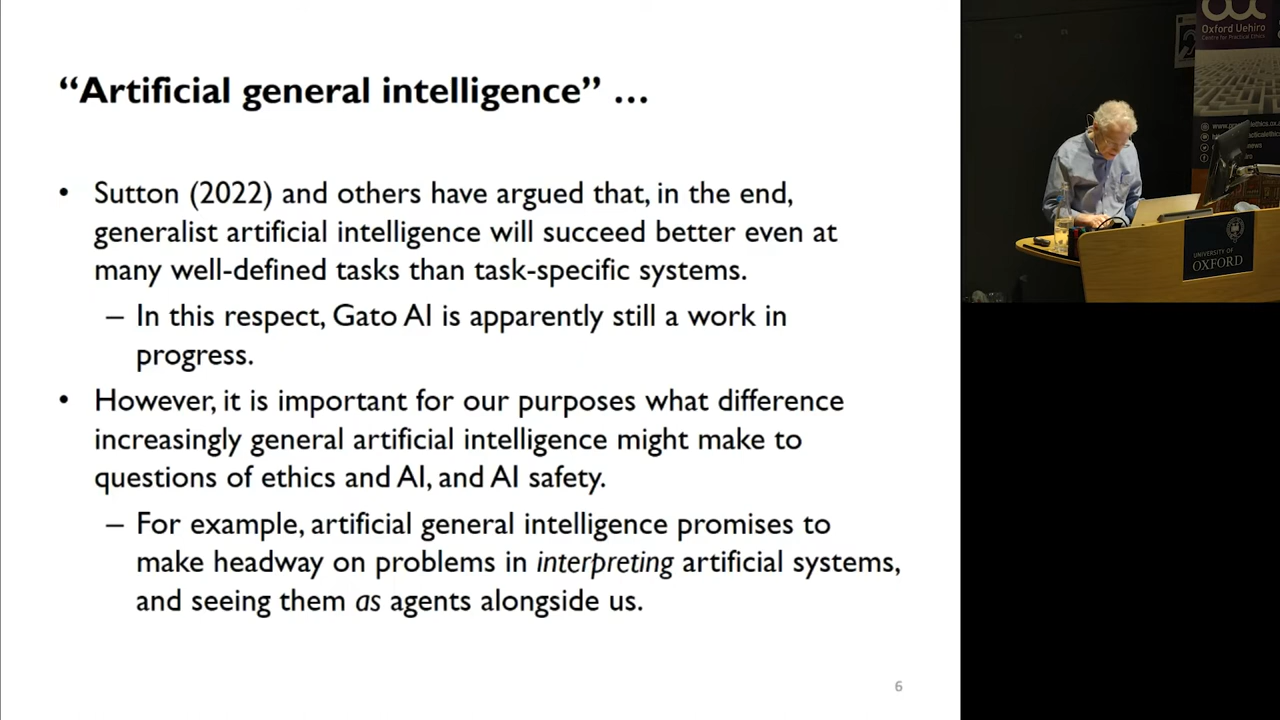 “Artificial general intelligence” …
• Sutton (2022) and others have argued that, in the end,
generalist artificial intelligence will succeed better even at
many well-defined tasks than task-specific systems.
– In this respect, Gato AI is apparently still a work in
progress.
• However, it is important for our purposes what difference
increasingly general artificial intelligence might make to
questions of ethics and AI, and AI safety.
– For example, artificial general intelligence promises to
make headway on problems in interpreting artificial systems,
and seeing them as agents alongside us.
6
Oxford Uehiro
Centre for Practical Ethics
UNIVERSITY OF
OXFORD